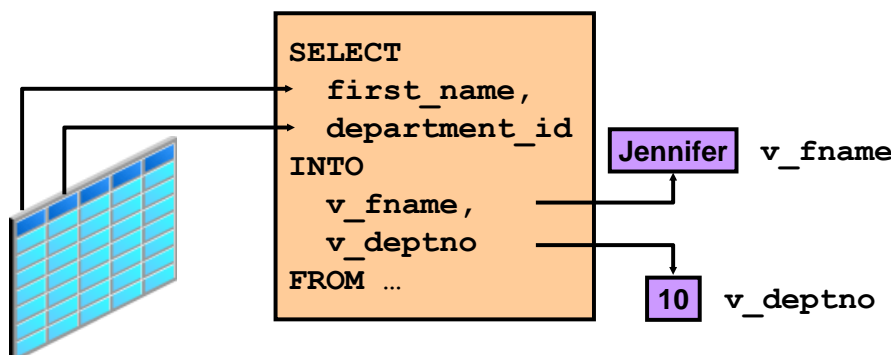 SELECT
first_name,
department_id
INTO
v_fname,
v_deptno
FROM …
Jennifer v_fname
10 v_deptno